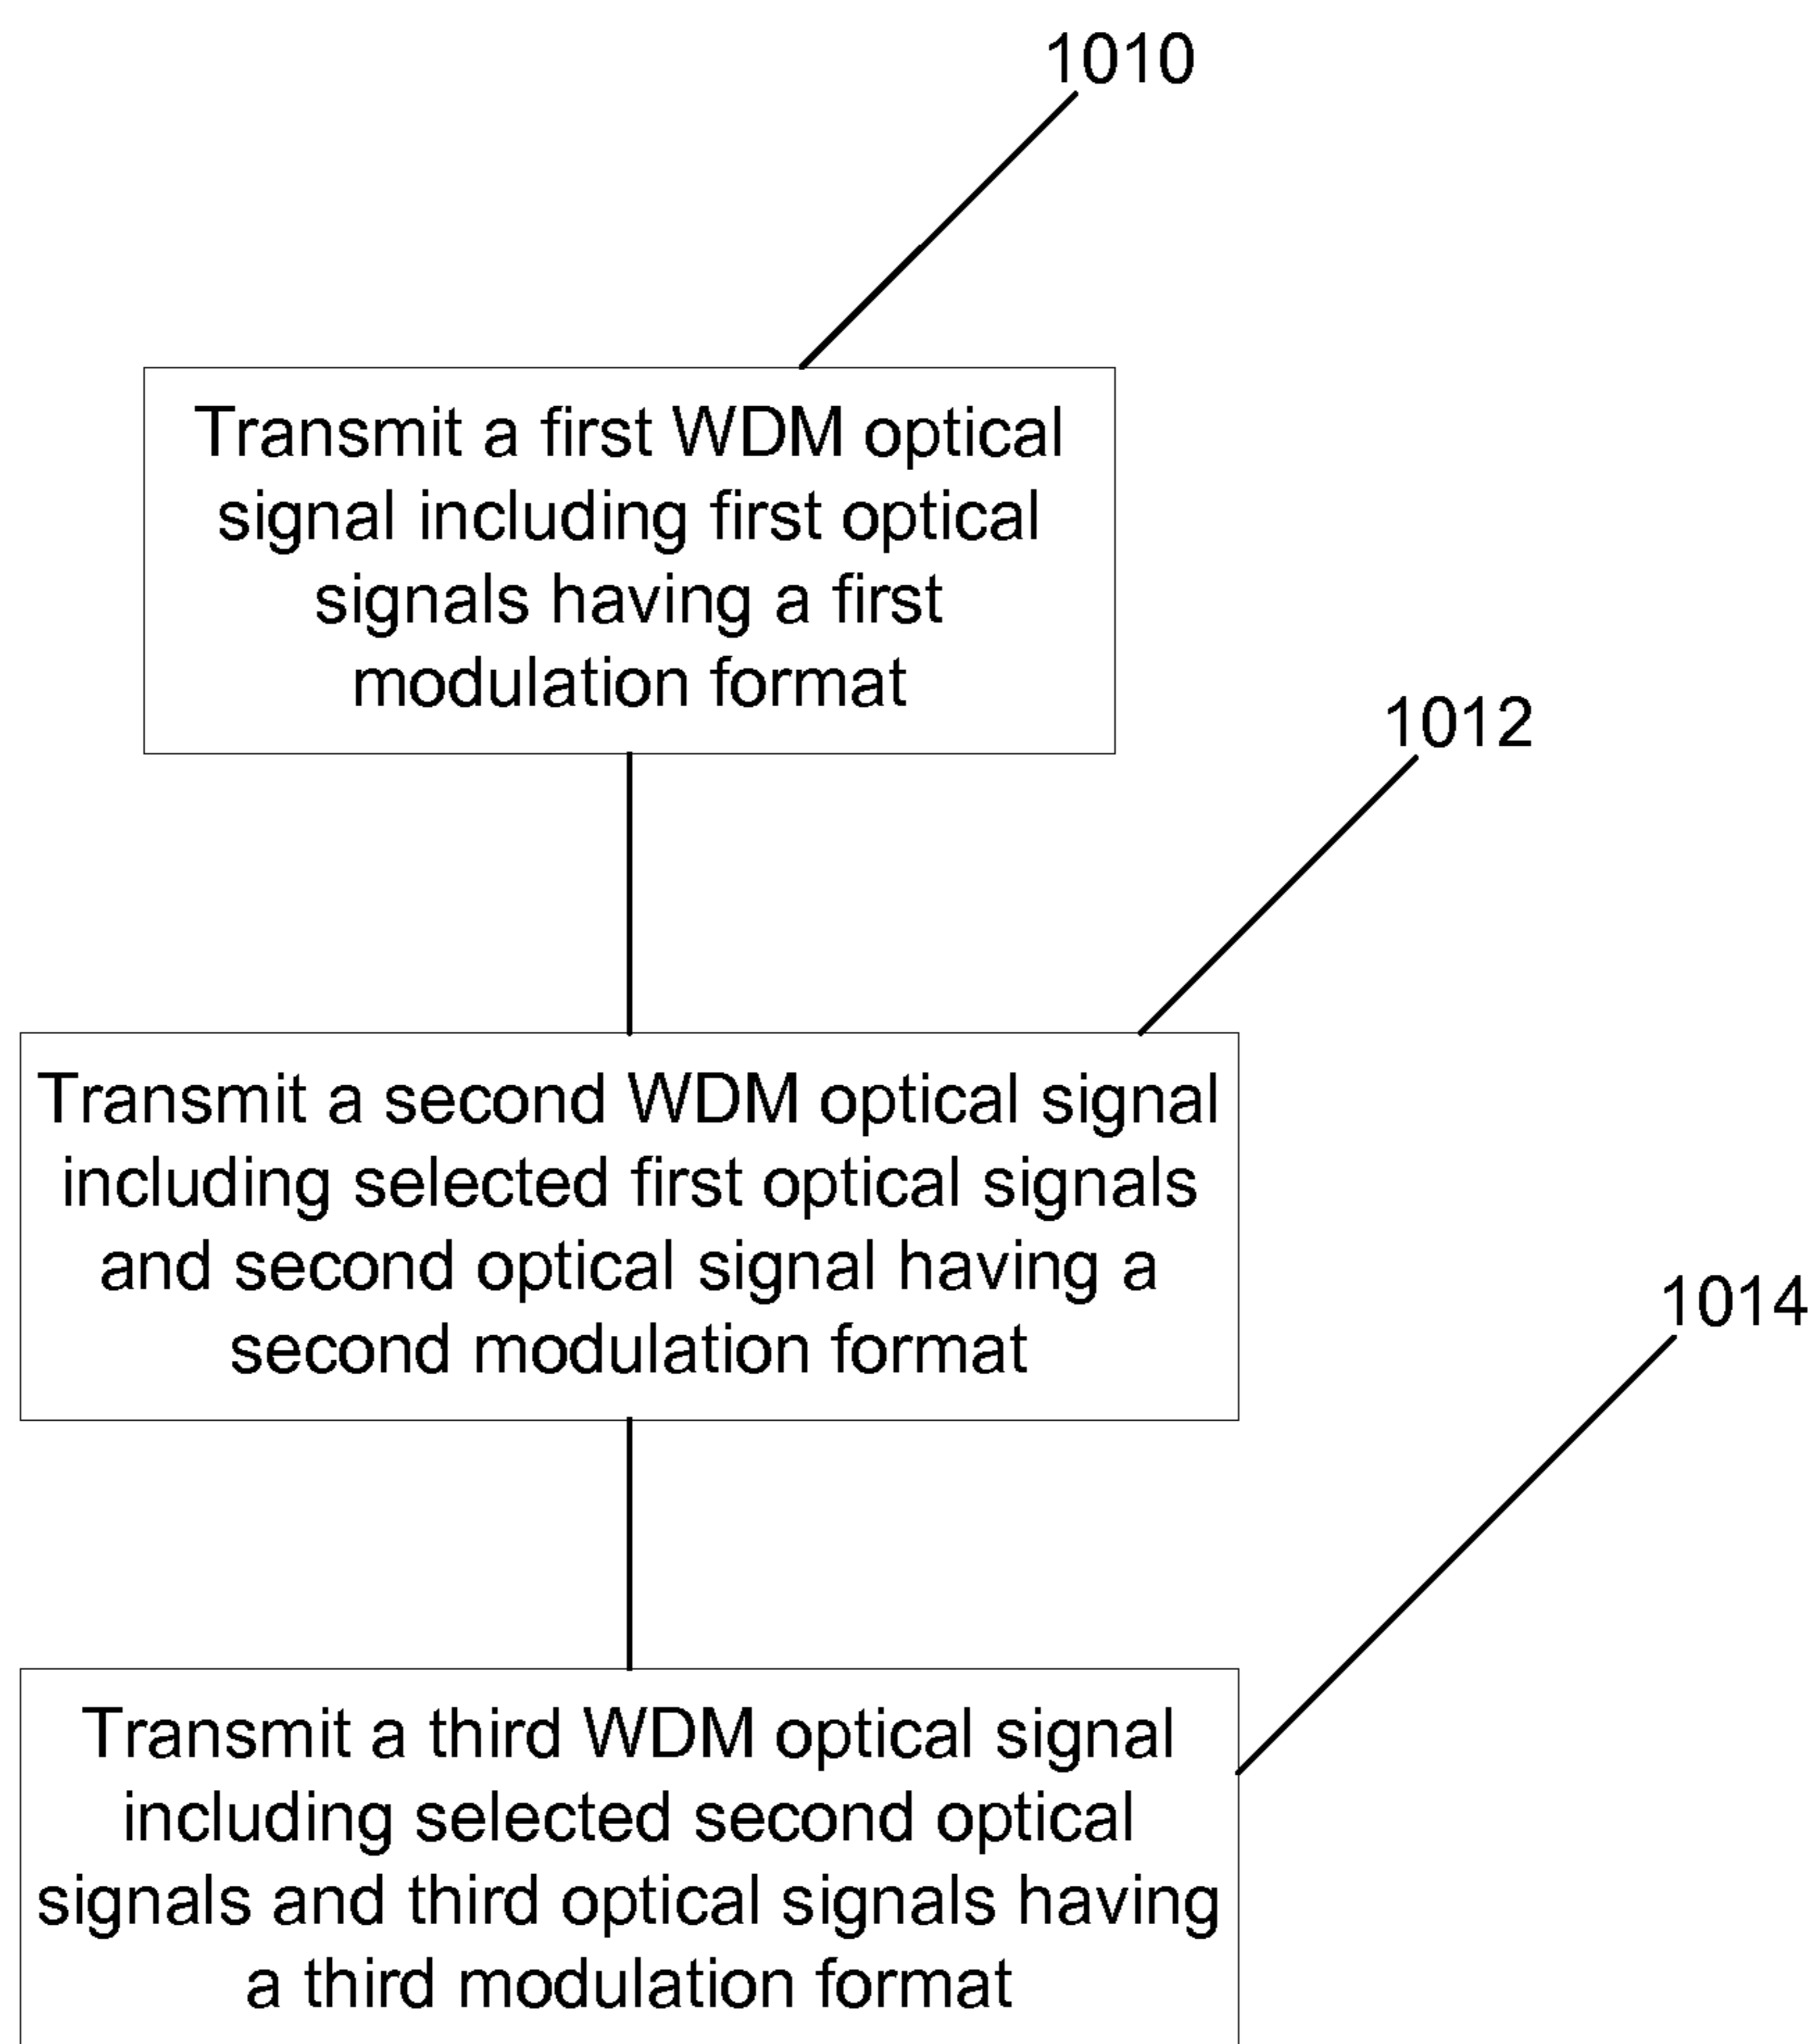 1010
Transmit a first WDM optical
signal including first optical
signals having a first
modulation format
1012
Transmit a second WDM optical signal
including selected first optical signals
and second optical signal having a
second modulation format
1014
Transmit a third WDM optical signal
including selected second optical
signals and third optical signals having
a third modulation format